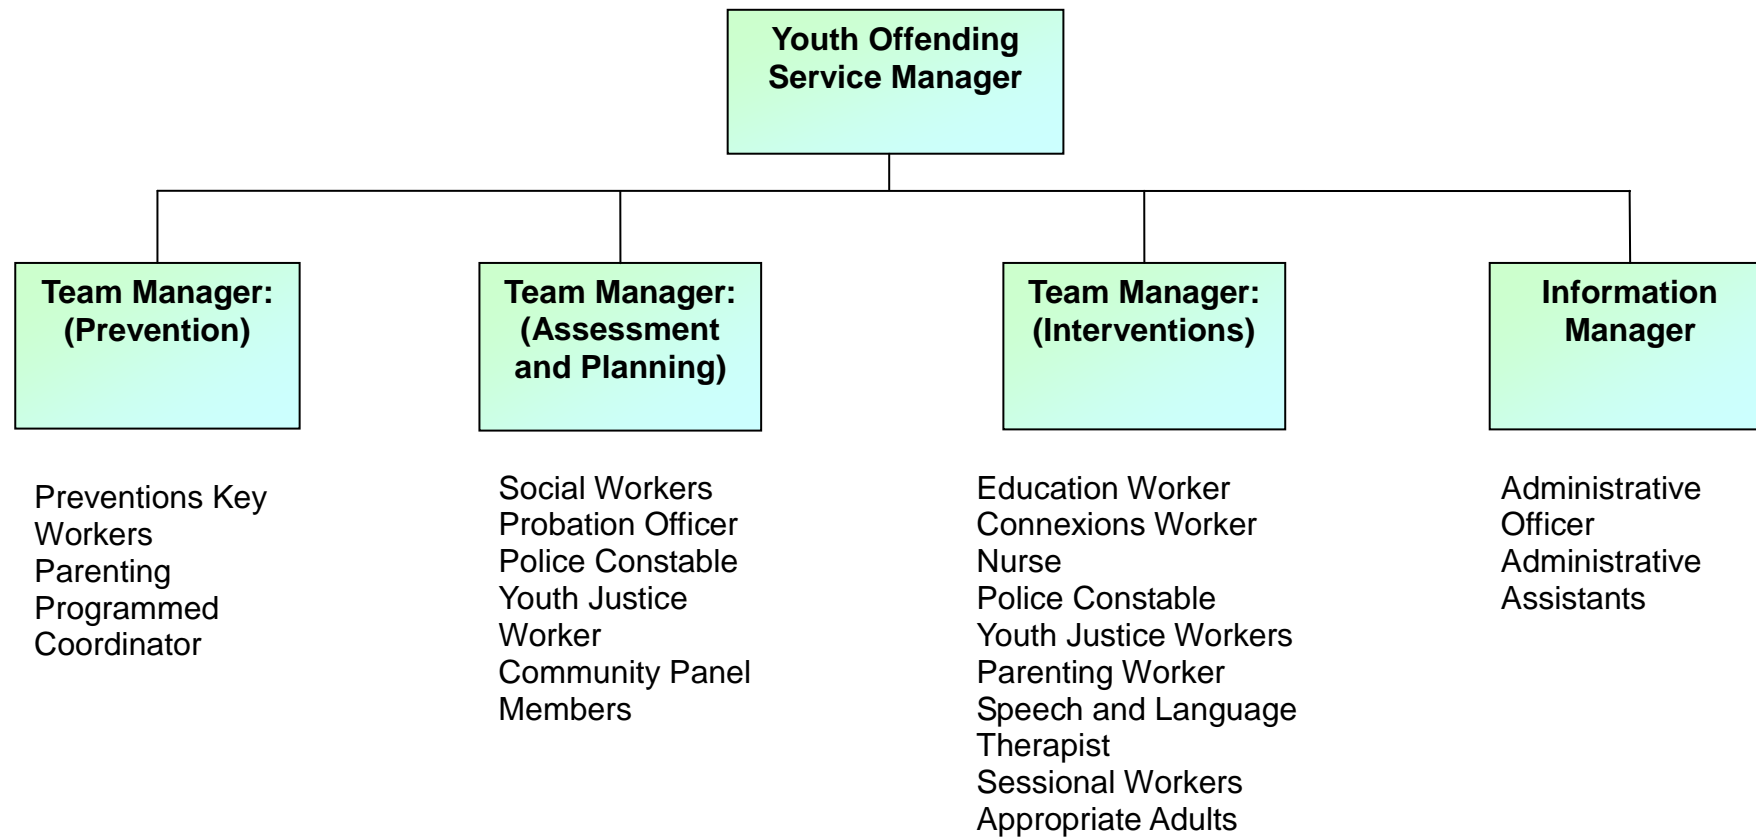 Youth Offending
Service Manager
Team Manager:
(Prevention)
Team Manager:
(Assessment
and Planning)
Team Manager:
(Interventions)
Information
Manager
Preventions Key
Workers
Parenting
Programmed
Coordinator
Social Workers
Probation Officer
Police Constable
Youth Justice
Worker
Community Panel
Members
Education Worker
Connexions Worker
Nurse
Police Constable
Youth Justice Workers
Parenting Worker
Speech and Language
Therapist
Sessional Workers
Appropriate Adults
Administrative
Officer
Administrative
Assistants